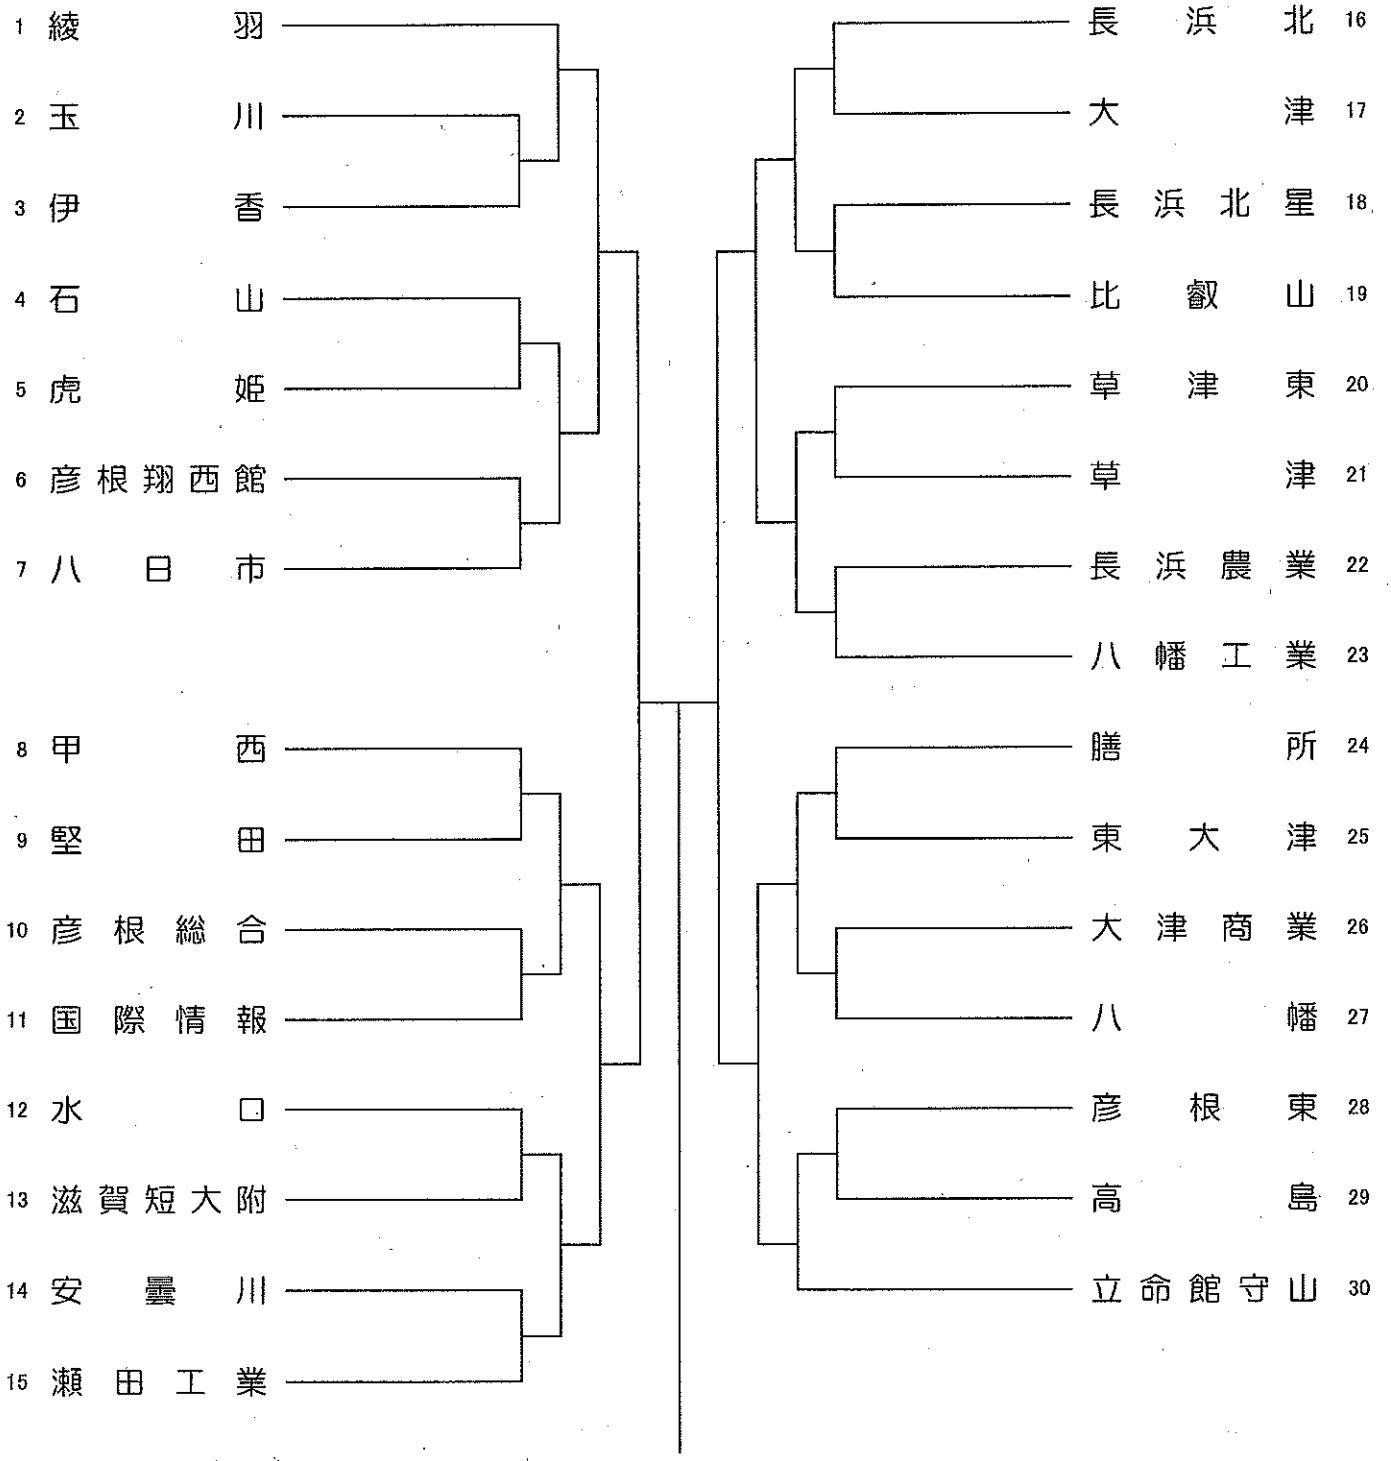 1 綾羽
2 玉川
3 伊香
4 石山
5 虎姫
6 彦根翔西館
7 八日市
8 甲西
9 堅田
10 彦根総合
11 国際情報
12 水口
13 滋賀短大附
14 安曇川
15 瀬田工業
長浜北 16
大津 17
長浜北星 18
比叡山 19
草津東 20
草津 21
長浜農業 22
八幡工業 23
膳所 24
東大津 25
大津商業 26
八幡 27
彦根東 28
高島 29
立命館守山 30